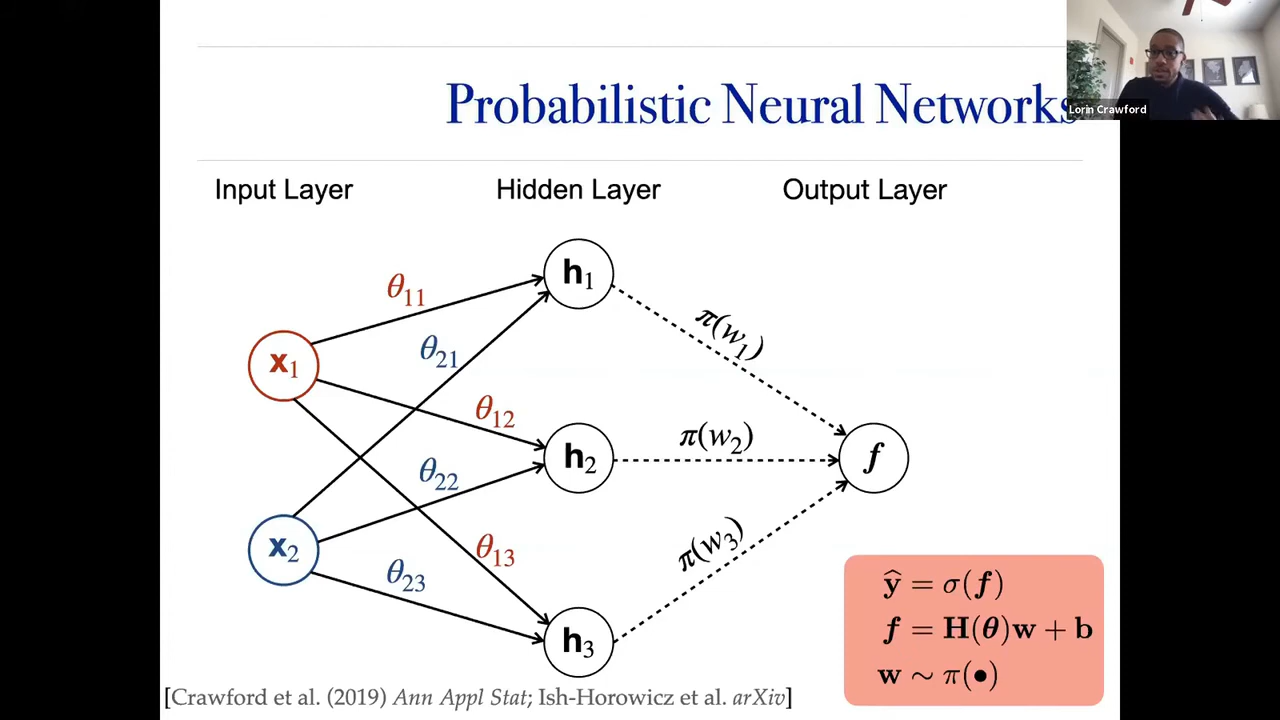 Probabilistic Neural Networks
Lorin Crawford
Input Layer
Hidden Layer
Output Layer
h₁
θ₁₁
π(w₁)
θ₂₁
x₁
θ₁₂
π(w₂)
h₂
f
θ₂₂
x₂
θ₁₃
π(w₃)
θ₂₃
h₃
ŷ = σ(f)
f = H(θ)w + b
w ∼ π(•)
[Crawford et al. (2019) Ann Appl Stat; Ish-Horowicz et al. arXiv]